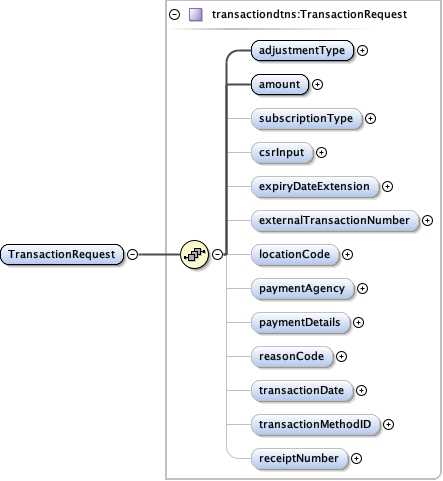 transactiondtns:TransactionRequest
adjustmentType
amount
subscriptionType
csrInput
expiryDateExtension
externalTransactionNumber
TransactionRequest
locationCode
paymentAgency
paymentDetails
reasonCode
transactionDate
transactionMethodID
receiptNumber